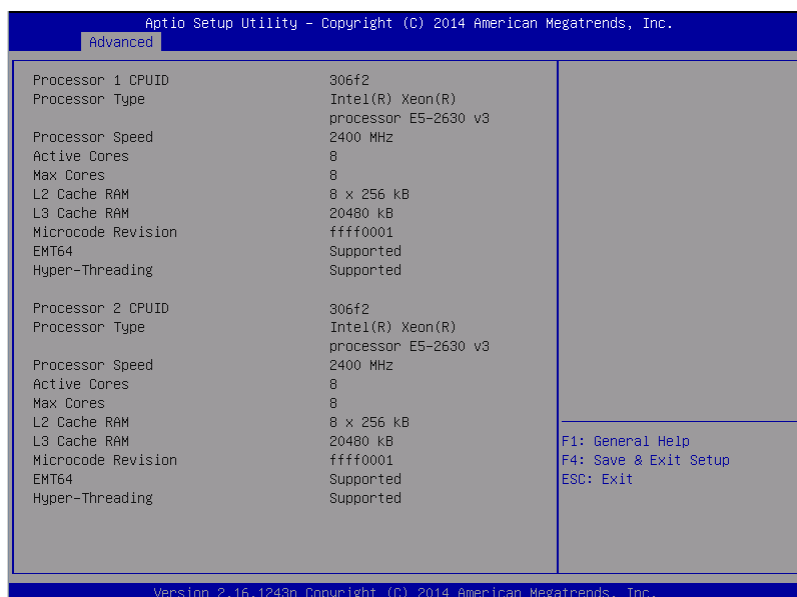 Aptio Setup Utility – Copyright (C) 2014 American Megatrends, Inc.
Advanced
Processor 1 CPUID 306f2
Processor Type Intel(R) Xeon(R)
processor E5-2630 v3
Processor Speed 2400 MHz
Active Cores 8
Max Cores 8
L2 Cache RAM 8 x 256 kB
L3 Cache RAM 20480 kB
Microcode Revision ffff0001
EMT64 Supported
Hyper-Threading Supported
Processor 2 CPUID 306f2
Processor Type Intel(R) Xeon(R)
processor E5-2630 v3
Processor Speed 2400 MHz
Active Cores 8
Max Cores 8
L2 Cache RAM 8 x 256 kB
L3 Cache RAM 20480 kB
Microcode Revision ffff0001
EMT64 Supported
Hyper-Threading Supported
F1: General Help
F4: Save & Exit Setup
ESC: Exit
Version 2.16.1243n Copyright (C) 2014 American Megatrends, Inc.